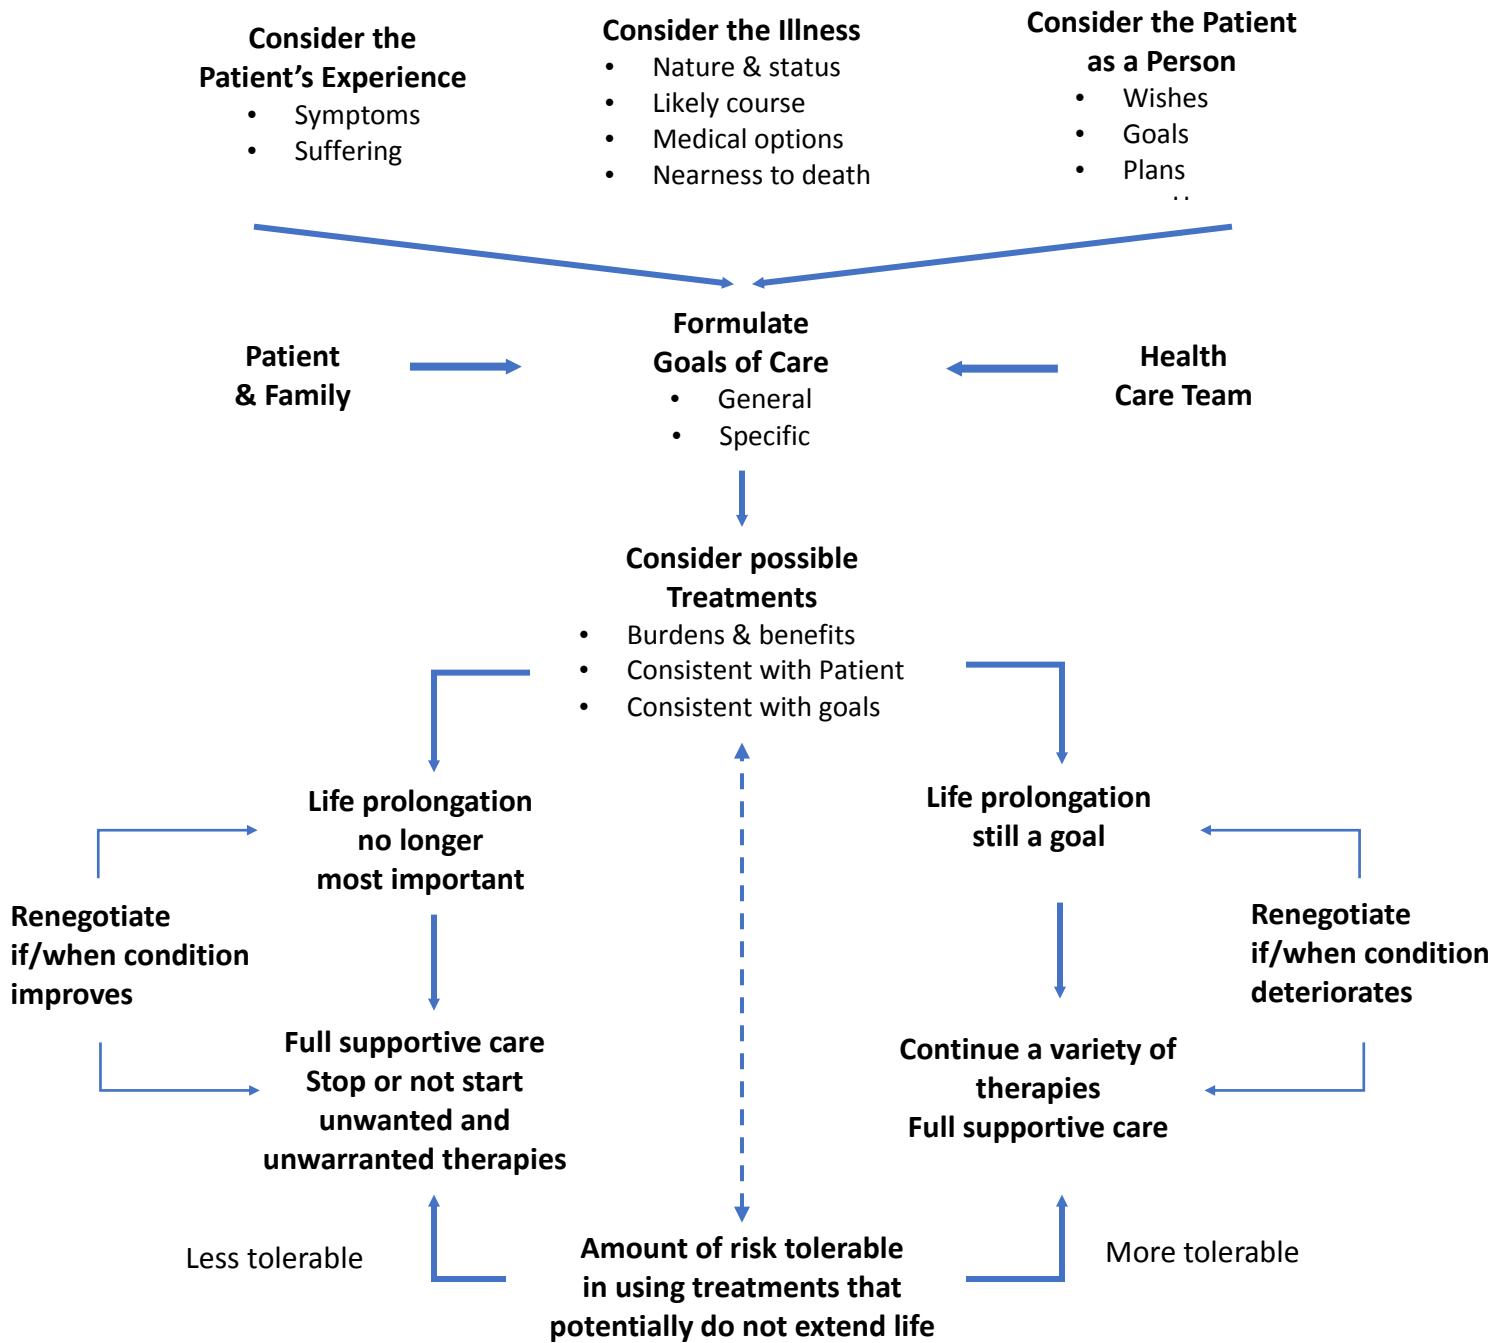 Consider the
Patient’s Experience
• Symptoms
• Suffering
Consider the Illness
• Nature & status
• Likely course
• Medical options
• Nearness to death
Consider the Patient
as a Person
• Wishes
• Goals
• Plans
Patient
& Family
Formulate
Goals of Care
• General
• Specific
Health
Care Team
Consider possible
Treatments
• Burdens & benefits
• Consistent with Patient
• Consistent with goals
Life prolongation
no longer
most important
Life prolongation
still a goal
Renegotiate
if/when condition
improves
Renegotiate
if/when condition
deteriorates
Full supportive care
Stop or not start
unwanted and
unwarranted therapies
Continue a variety of
therapies
Full supportive care
Less tolerable
Amount of risk tolerable
in using treatments that
potentially do not extend life
More tolerable